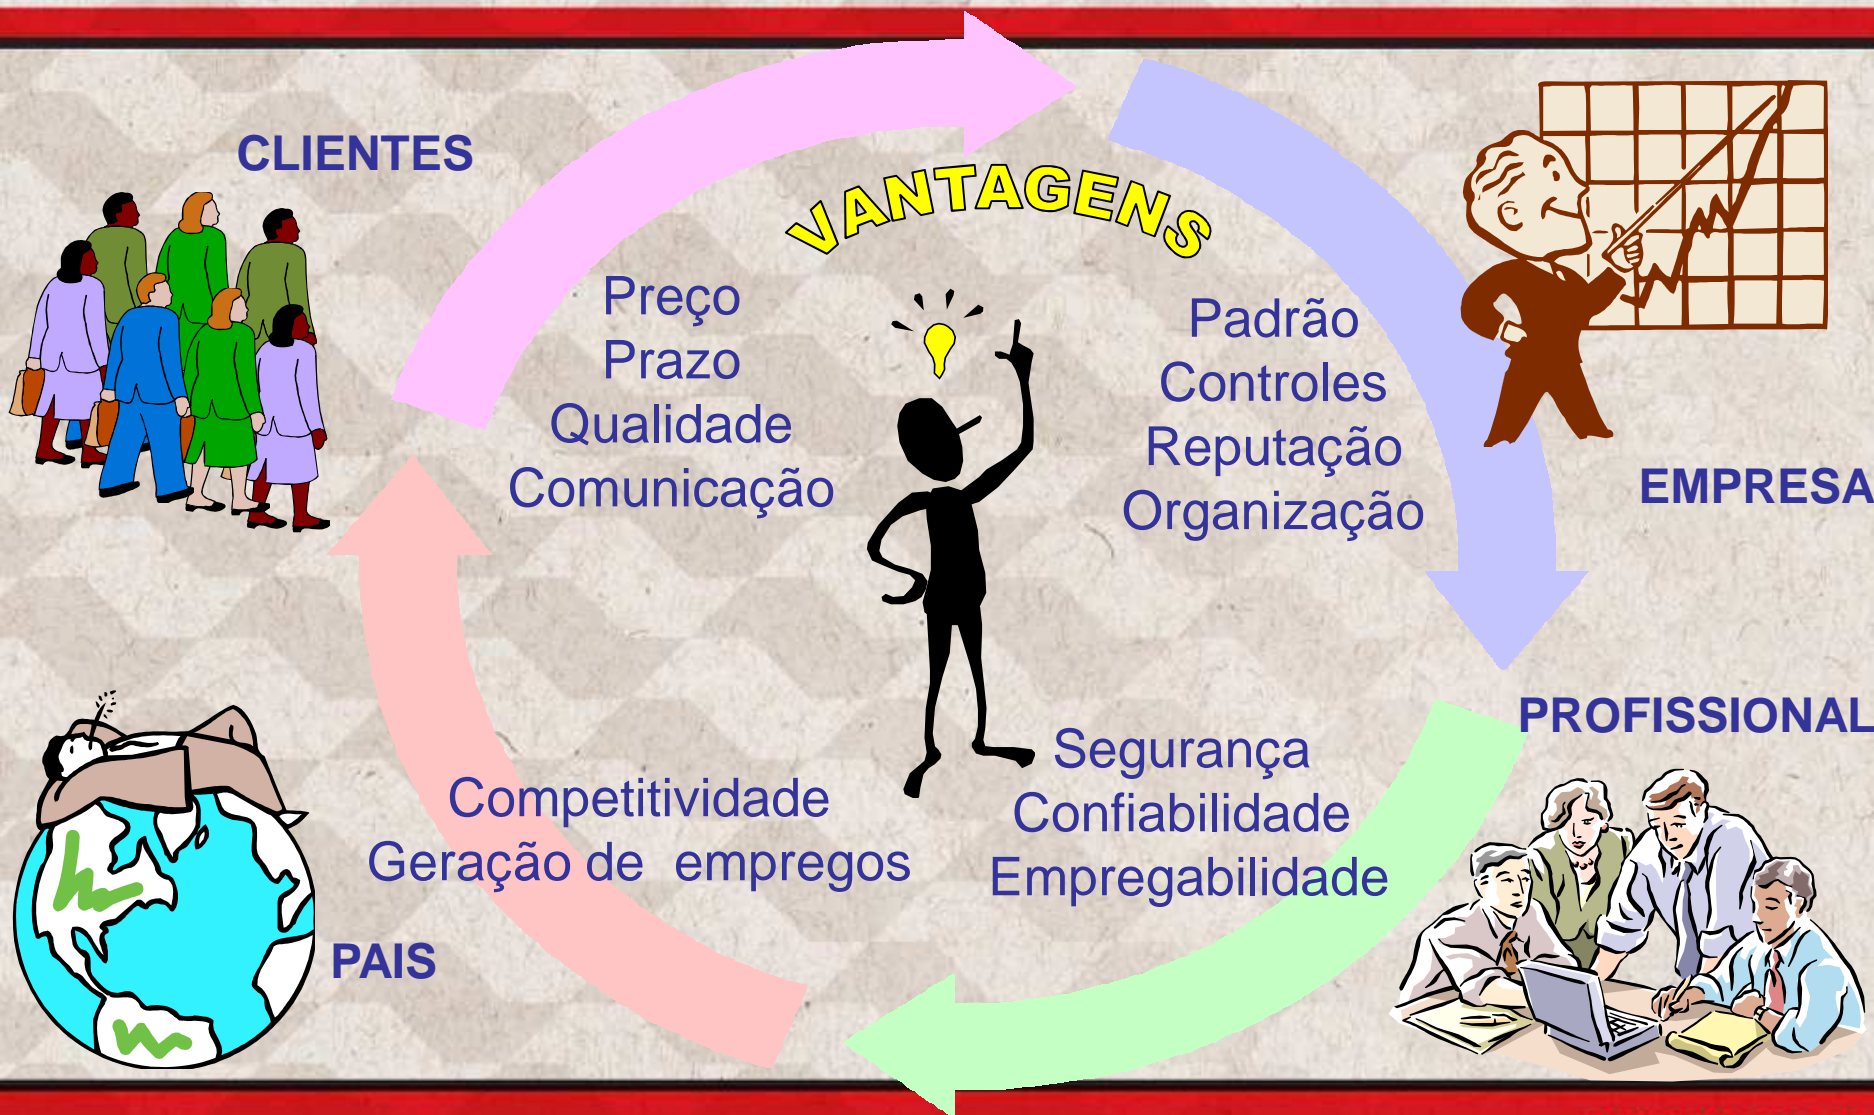 VANTAGENS
CLIENTES
Preço
Prazo
Qualidade
Comunicação
Padrão
Controles
Reputação
Organização
EMPRESA
PROFISSIONAL
Segurança
Confiabilidade
Empregabilidade
Competitividade
Geração de  empregos
PAIS